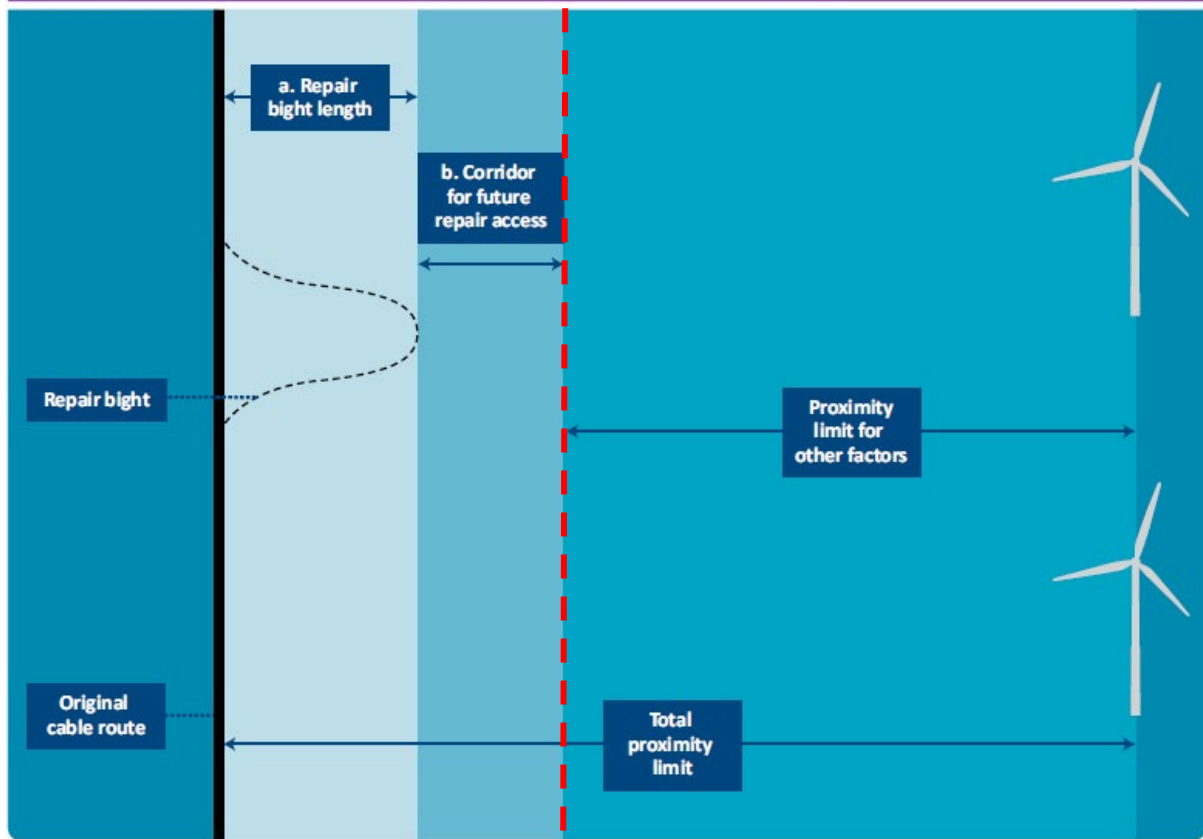 a. Repair
bight length
b. Corridor
for future
repair access
Repair bight
Proximity
limit for
other factors
Original
cable route
Total
proximity
limit